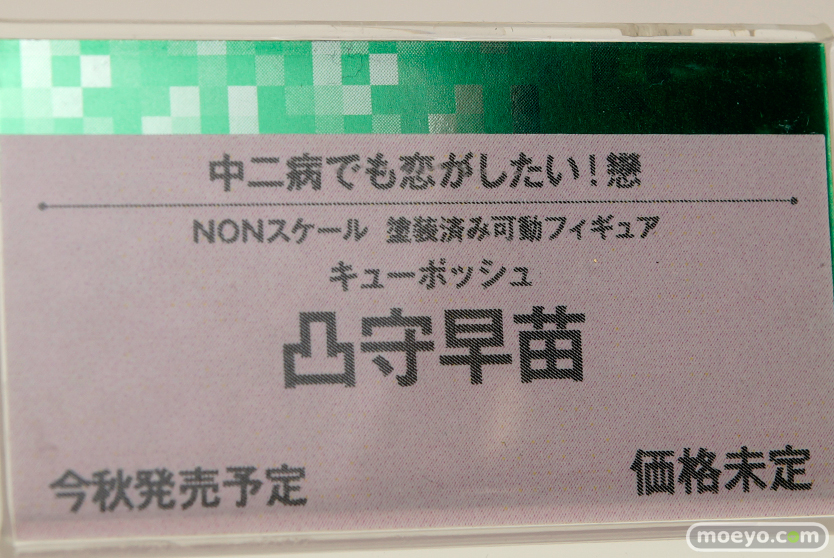 中二病でも恋がしたい!戀
NONスケール 塗装済み可動フィギュア
キューポッシュ
凸守早苗
今秋発売予定
価格未定
moeyo.com